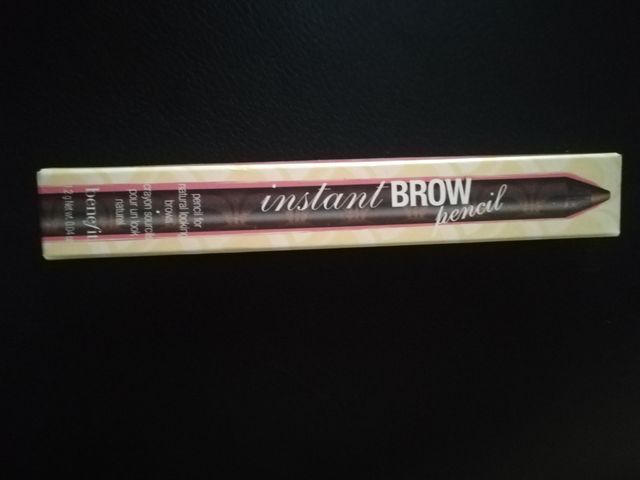 instant BROW
pencil
pencil for
natural looking
brows
crayon sourcils
pour un look
naturel
benefit